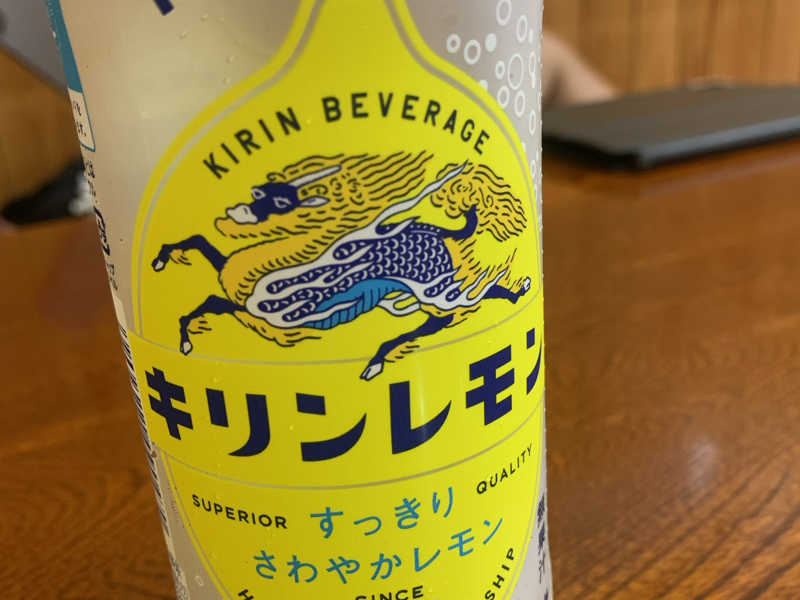 KIRIN BEVERAGE
キリンレモン
SUPERIOR すっきり QUALITY
さわやかレモン
SINCE
SHIP